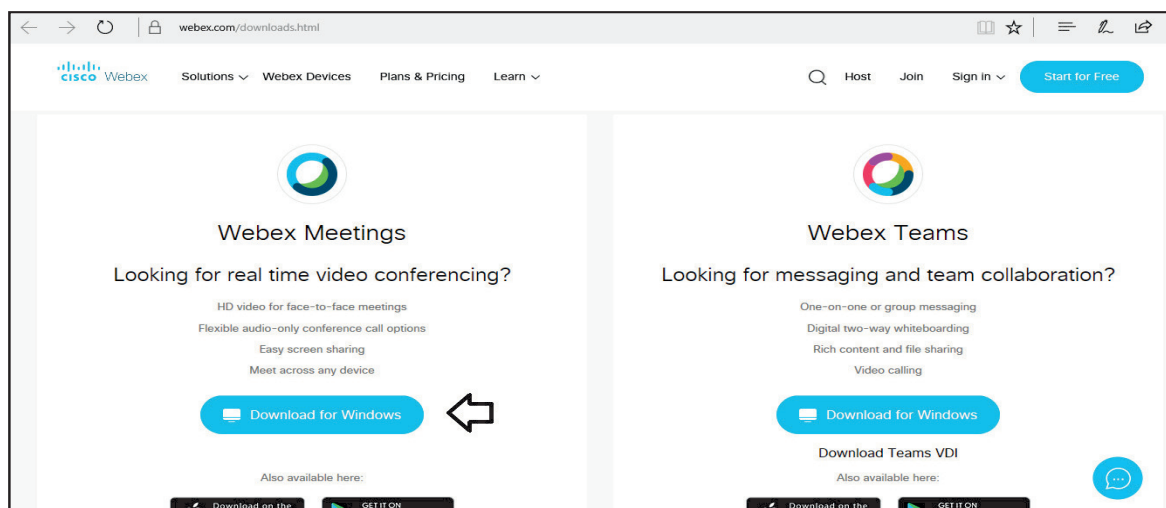 webex.com/downloads.html
cisco Webex
Solutions Webex Devices Plans & Pricing Learn
Host Join Sign in Start for Free
Webex Meetings
Looking for real time video conferencing?
HD video for face-to-face meetings
Flexible audio-only conference call options
Easy screen sharing
Meet across any device
Download for Windows
Also available here:
Download on the
GET IT ON
Webex Teams
Looking for messaging and team collaboration?
One-on-one or group messaging
Digital two-way whiteboarding
Rich content and file sharing
Video calling
Download for Windows
Download Teams VDI
Also available here:
Download on the
GET IT ON